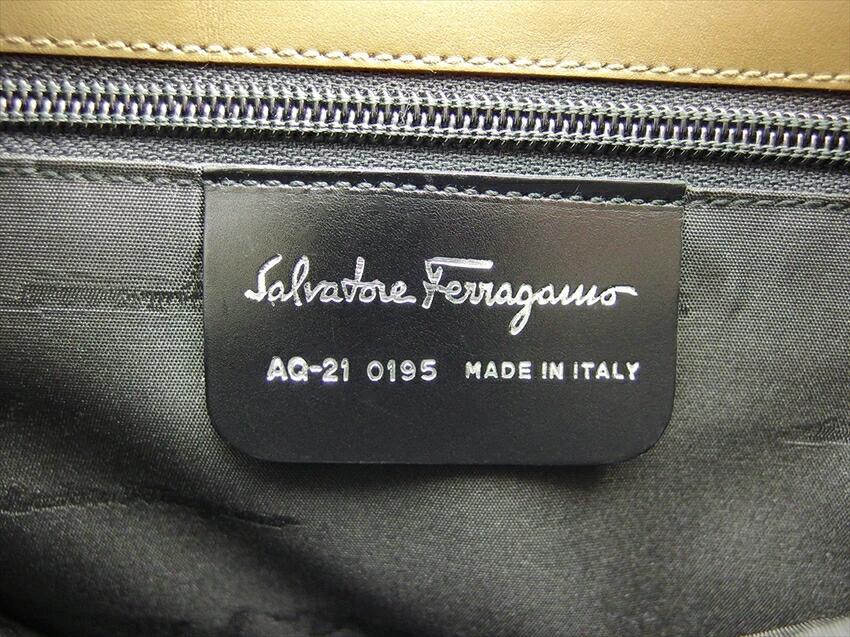 Salvatore Ferragamo
AQ-21 0195 MADE IN ITALY